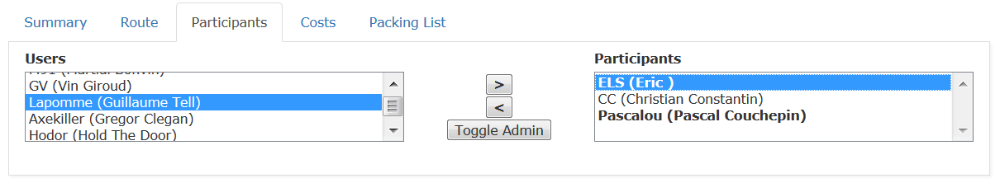 Summary Route Participants Costs Packing List
Users
GV (Vin Giroud)
Lapomme (Guillaume Tell)
Axekiller (Gregor Clegan)
Hodor (Hold The Door)
>
<
Toggle Admin
Participants
ELS (Eric )
CC (Christian Constantin)
Pascalou (Pascal Couchepin)